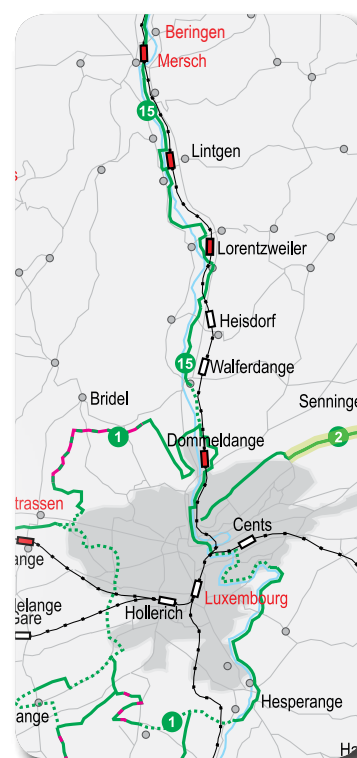 Beringen
Mersch
15
Lintgen
Lorentzweiler
Heisdorf
15
Walferdange
Bridel
Senninge
1
Dommeldange
2
trassen
Cents
ange
Luxembourg
elange
Gare
Hollerich
Hesperange
ange
1
Ha